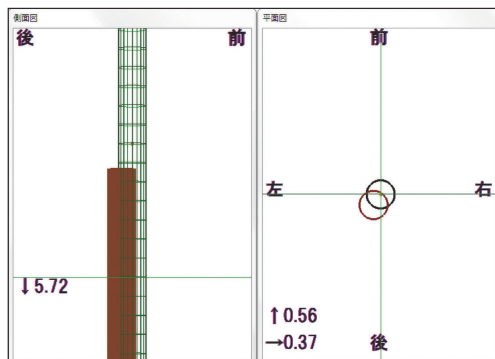 側面図
後 前
↓5.72
平面図
前
左 右
↑0.56
→0.37
後